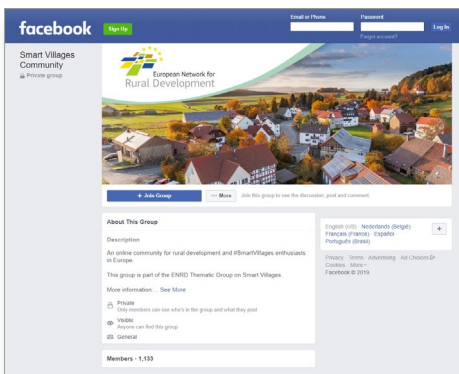 facebook
Sign Up
Email or Phone
Password
Log In
Forgot account?
Smart Villages
Community
Private group
European Network for
Rural Development
+ Join Group
··· More
Join this group to see the discussion, post and comment
About This Group
Description
An online community for rural development and #SmartVillages enthusiasts
in Europe.
This group is part of the ENRD Thematic Group on Smart Villages.
More information: ... See More
Private
Only members can see who's in the group and what they post
Visible
Anyone can find this group
General
Members · 1,133
English (US) · Nederlands (België) ·
Français (France) · Español ·
Português (Brasil)
+
Privacy · Terms · Advertising · Ad Choices ·
Cookies · More
Facebook © 2019